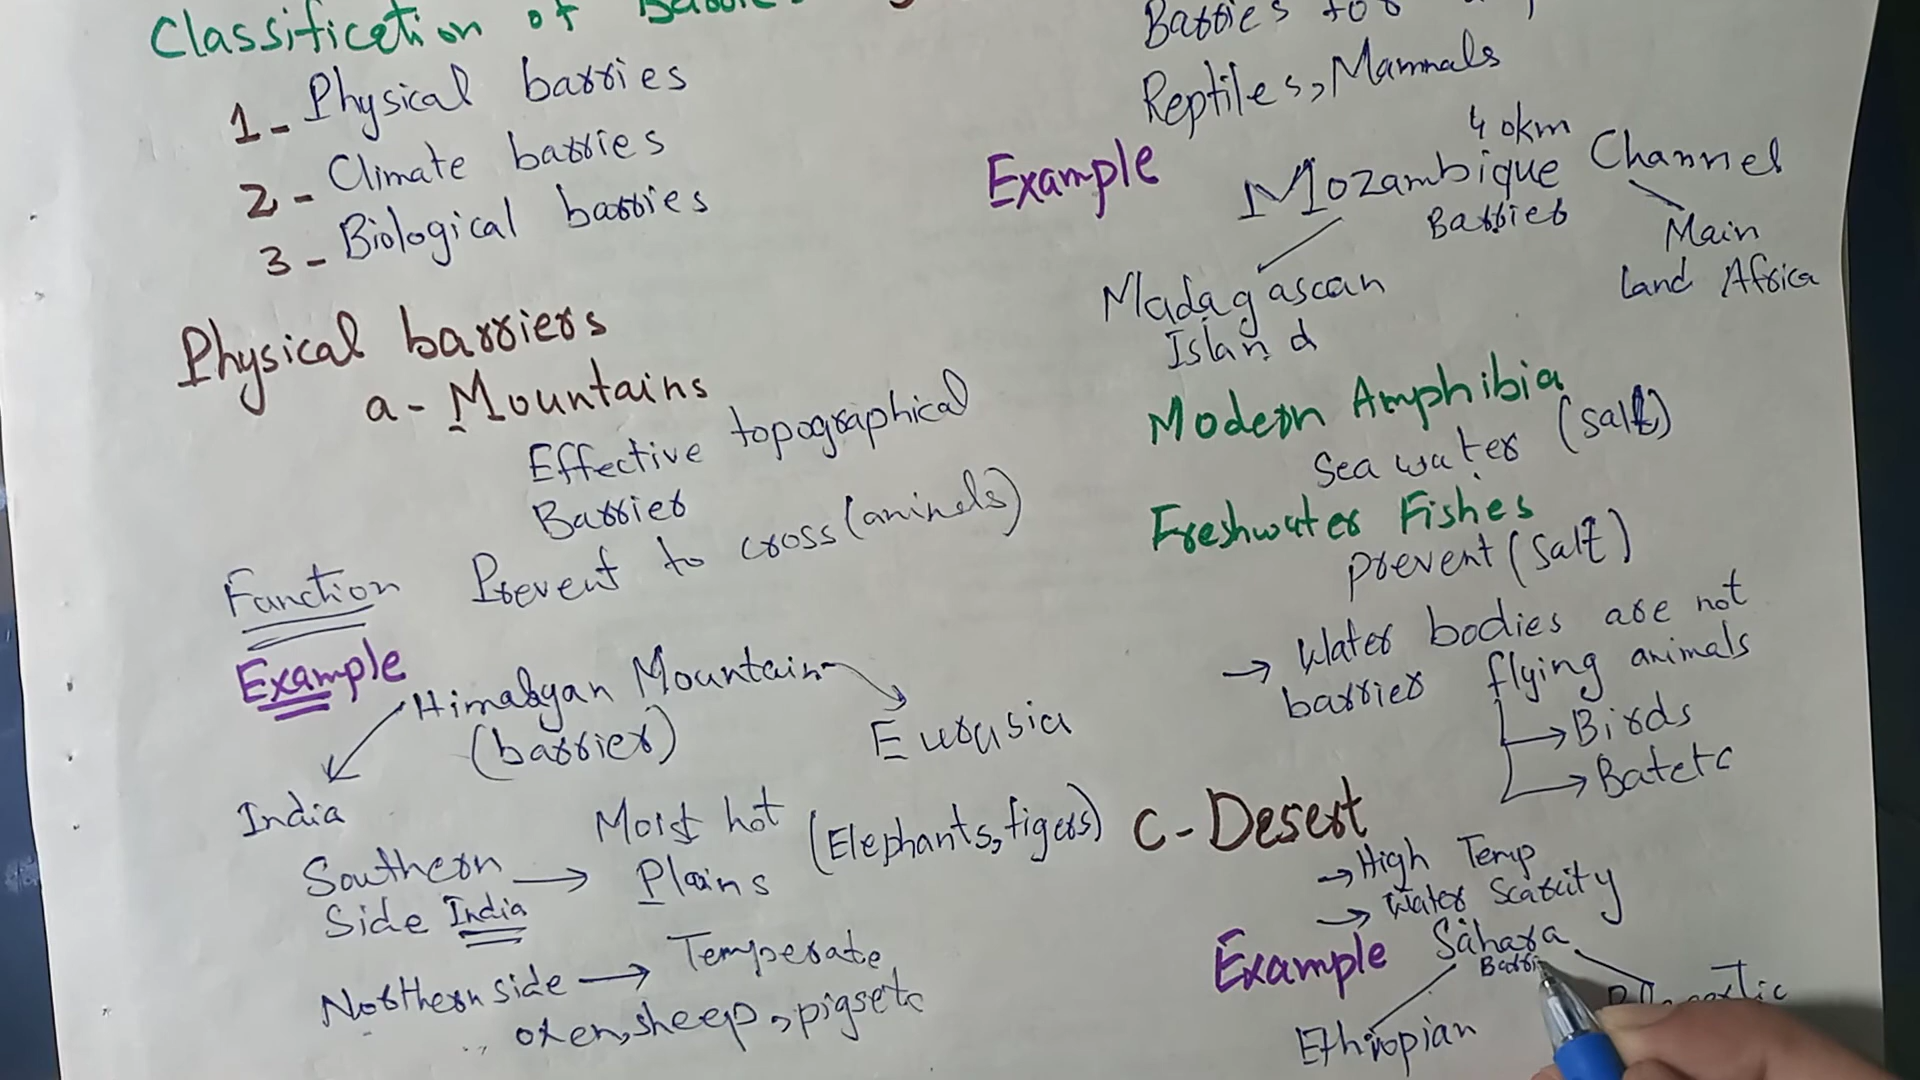 Classification of
1- Physical barries
2- Climate barries
3- Biological barries
Physical barriers
a- Mountains
Effective topographical
Barrier
Function Prevent to cross (animals)
Example
Himalayan Mountain
(barrier)
Eurasia
India
Southern
Side India
Moist hot
Plains
(Elephants, tigers)
Northern side
Temperate
oxen, sheep, pigs etc
Barries for
Reptiles, Mammals
Example
40km
Mozambique Channel
Barrier
Main
land Africa
Madagascan
Island
Modern Amphibia
Sea water (salt)
Freshwater Fishes
prevent (salt)
Water bodies are not
barrier flying animals
Birds
Bat etc
C- Desert
High Temp
Water Scarcity
Example Sahara
Ethiopian